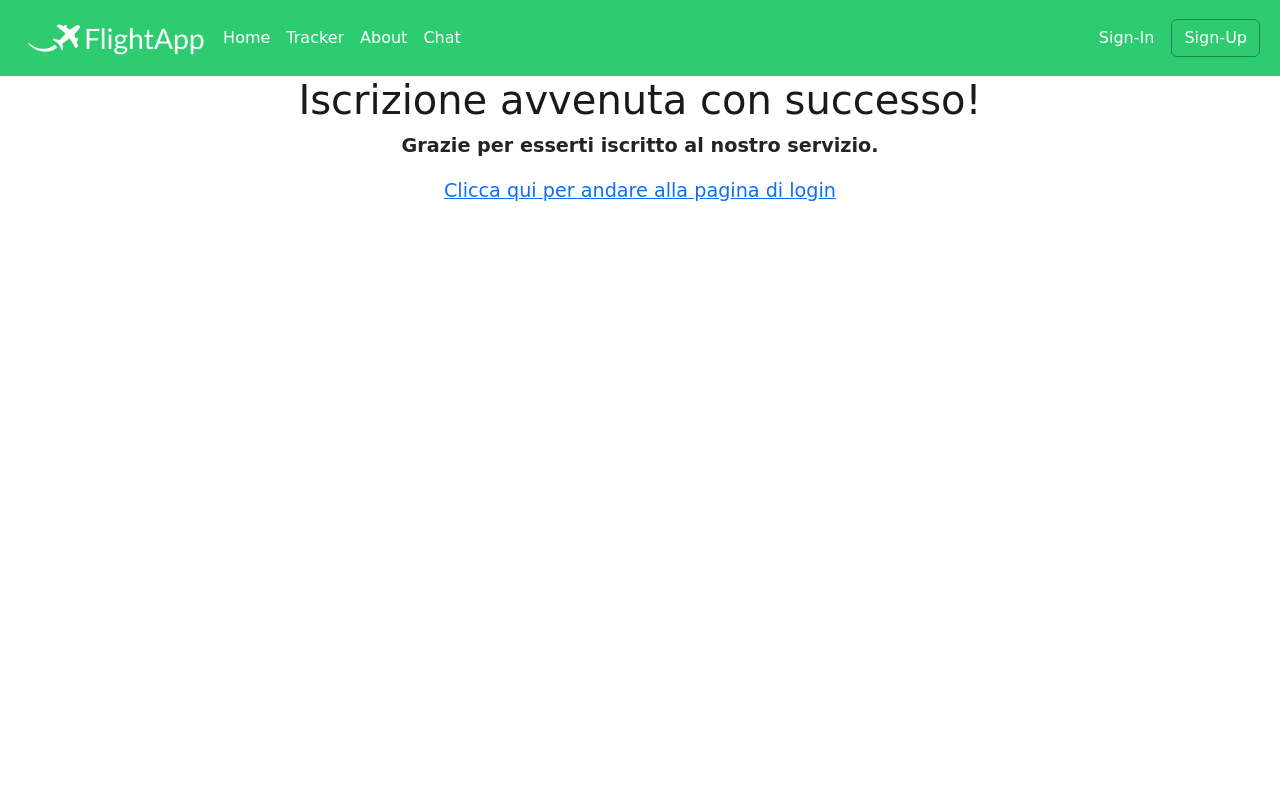 FlightApp Home Tracker About Chat Sign-In Sign-Up
Iscrizione avvenuta con successo!
Grazie per esserti iscritto al nostro servizio.
Clicca qui per andare alla pagina di login